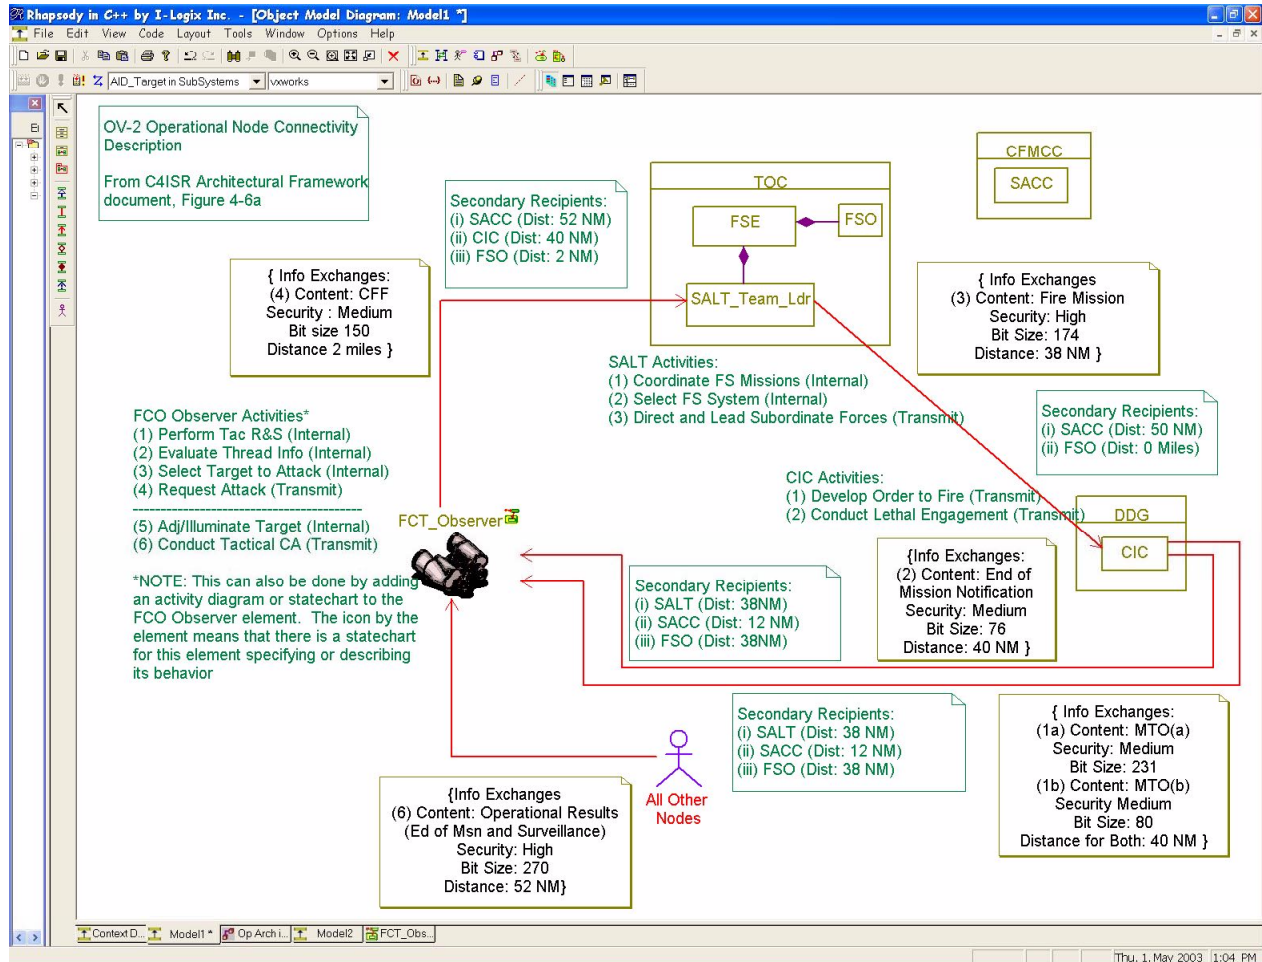 Rhapsody in C++ by I-Logix Inc. - [Object Model Diagram: Model1 *]
File Edit View Code Layout Tools Window Options Help
AID_Target in SubSystems
vxworks
OV-2 Operational Node Connectivity
Description
From C4ISR Architectural Framework
document, Figure 4-6a
Secondary Recipients:
(i) SACC (Dist: 52 NM)
(ii) CIC (Dist: 40 NM)
(iii) FSO (Dist: 2 NM)
TOC
FSE
FSO
SALT_Team_Ldr
CFMCC
SACC
{ Info Exchanges:
(4) Content: CFF
Security : Medium
Bit size 150
Distance 2 miles }
{ Info Exchanges
(3) Content: Fire Mission
Security: High
Bit Size: 174
Distance: 38 NM }
SALT Activities:
(1) Coordinate FS Missions (Internal)
(2) Select FS System (Internal)
(3) Direct and Lead Subordinate Forces (Transmit)
Secondary Recipients:
(i) SACC (Dist: 50 NM)
(ii) FSO (Dist: 0 Miles)
FCO Observer Activities*
(1) Perform Tac R&S (Internal)
(2) Evaluate Thread Info (Internal)
(3) Select Target to Attack (Internal)
(4) Request Attack (Transmit)
------------------------------------
(5) Adj/Illuminate Target (Internal)
(6) Conduct Tactical CA (Transmit)
*NOTE: This can also be done by adding
an activity diagram or statechart to the
FCO Observer element. The icon by the
element means that there is a statechart
for this element specifying or describing
its behavior
FCT_Observer
CIC Activities:
(1) Develop Order to Fire (Transmit)
(2) Conduct Lethal Engagement (Transmit)
DDG
CIC
{Info Exchanges:
(2) Content: End of
Mission Notification
Security: Medium
Bit Size: 76
Distance: 40 NM }
Secondary Recipients:
(i) SALT (Dist: 38NM)
(ii) SACC (Dist: 12 NM)
(iii) FSO (Dist: 38NM)
Secondary Recipients:
(i) SALT (Dist: 38 NM)
(ii) SACC (Dist: 12 NM)
(iii) FSO (Dist: 38 NM)
{ Info Exchanges:
(1a) Content: MTO(a)
Security: Medium
Bit Size: 231
(1b) Content: MTO(b)
Security Medium
Bit Size: 80
Distance for Both: 40 NM }
All Other
Nodes
{Info Exchanges
(6) Content: Operational Results
(Ed of Msn and Surveillance)
Security: High
Bit Size: 270
Distance: 52 NM}
Context D... Model1 * Op Arch i... Model2 FCT_Obs...
Thu, 1, May 2003 1:04 PM